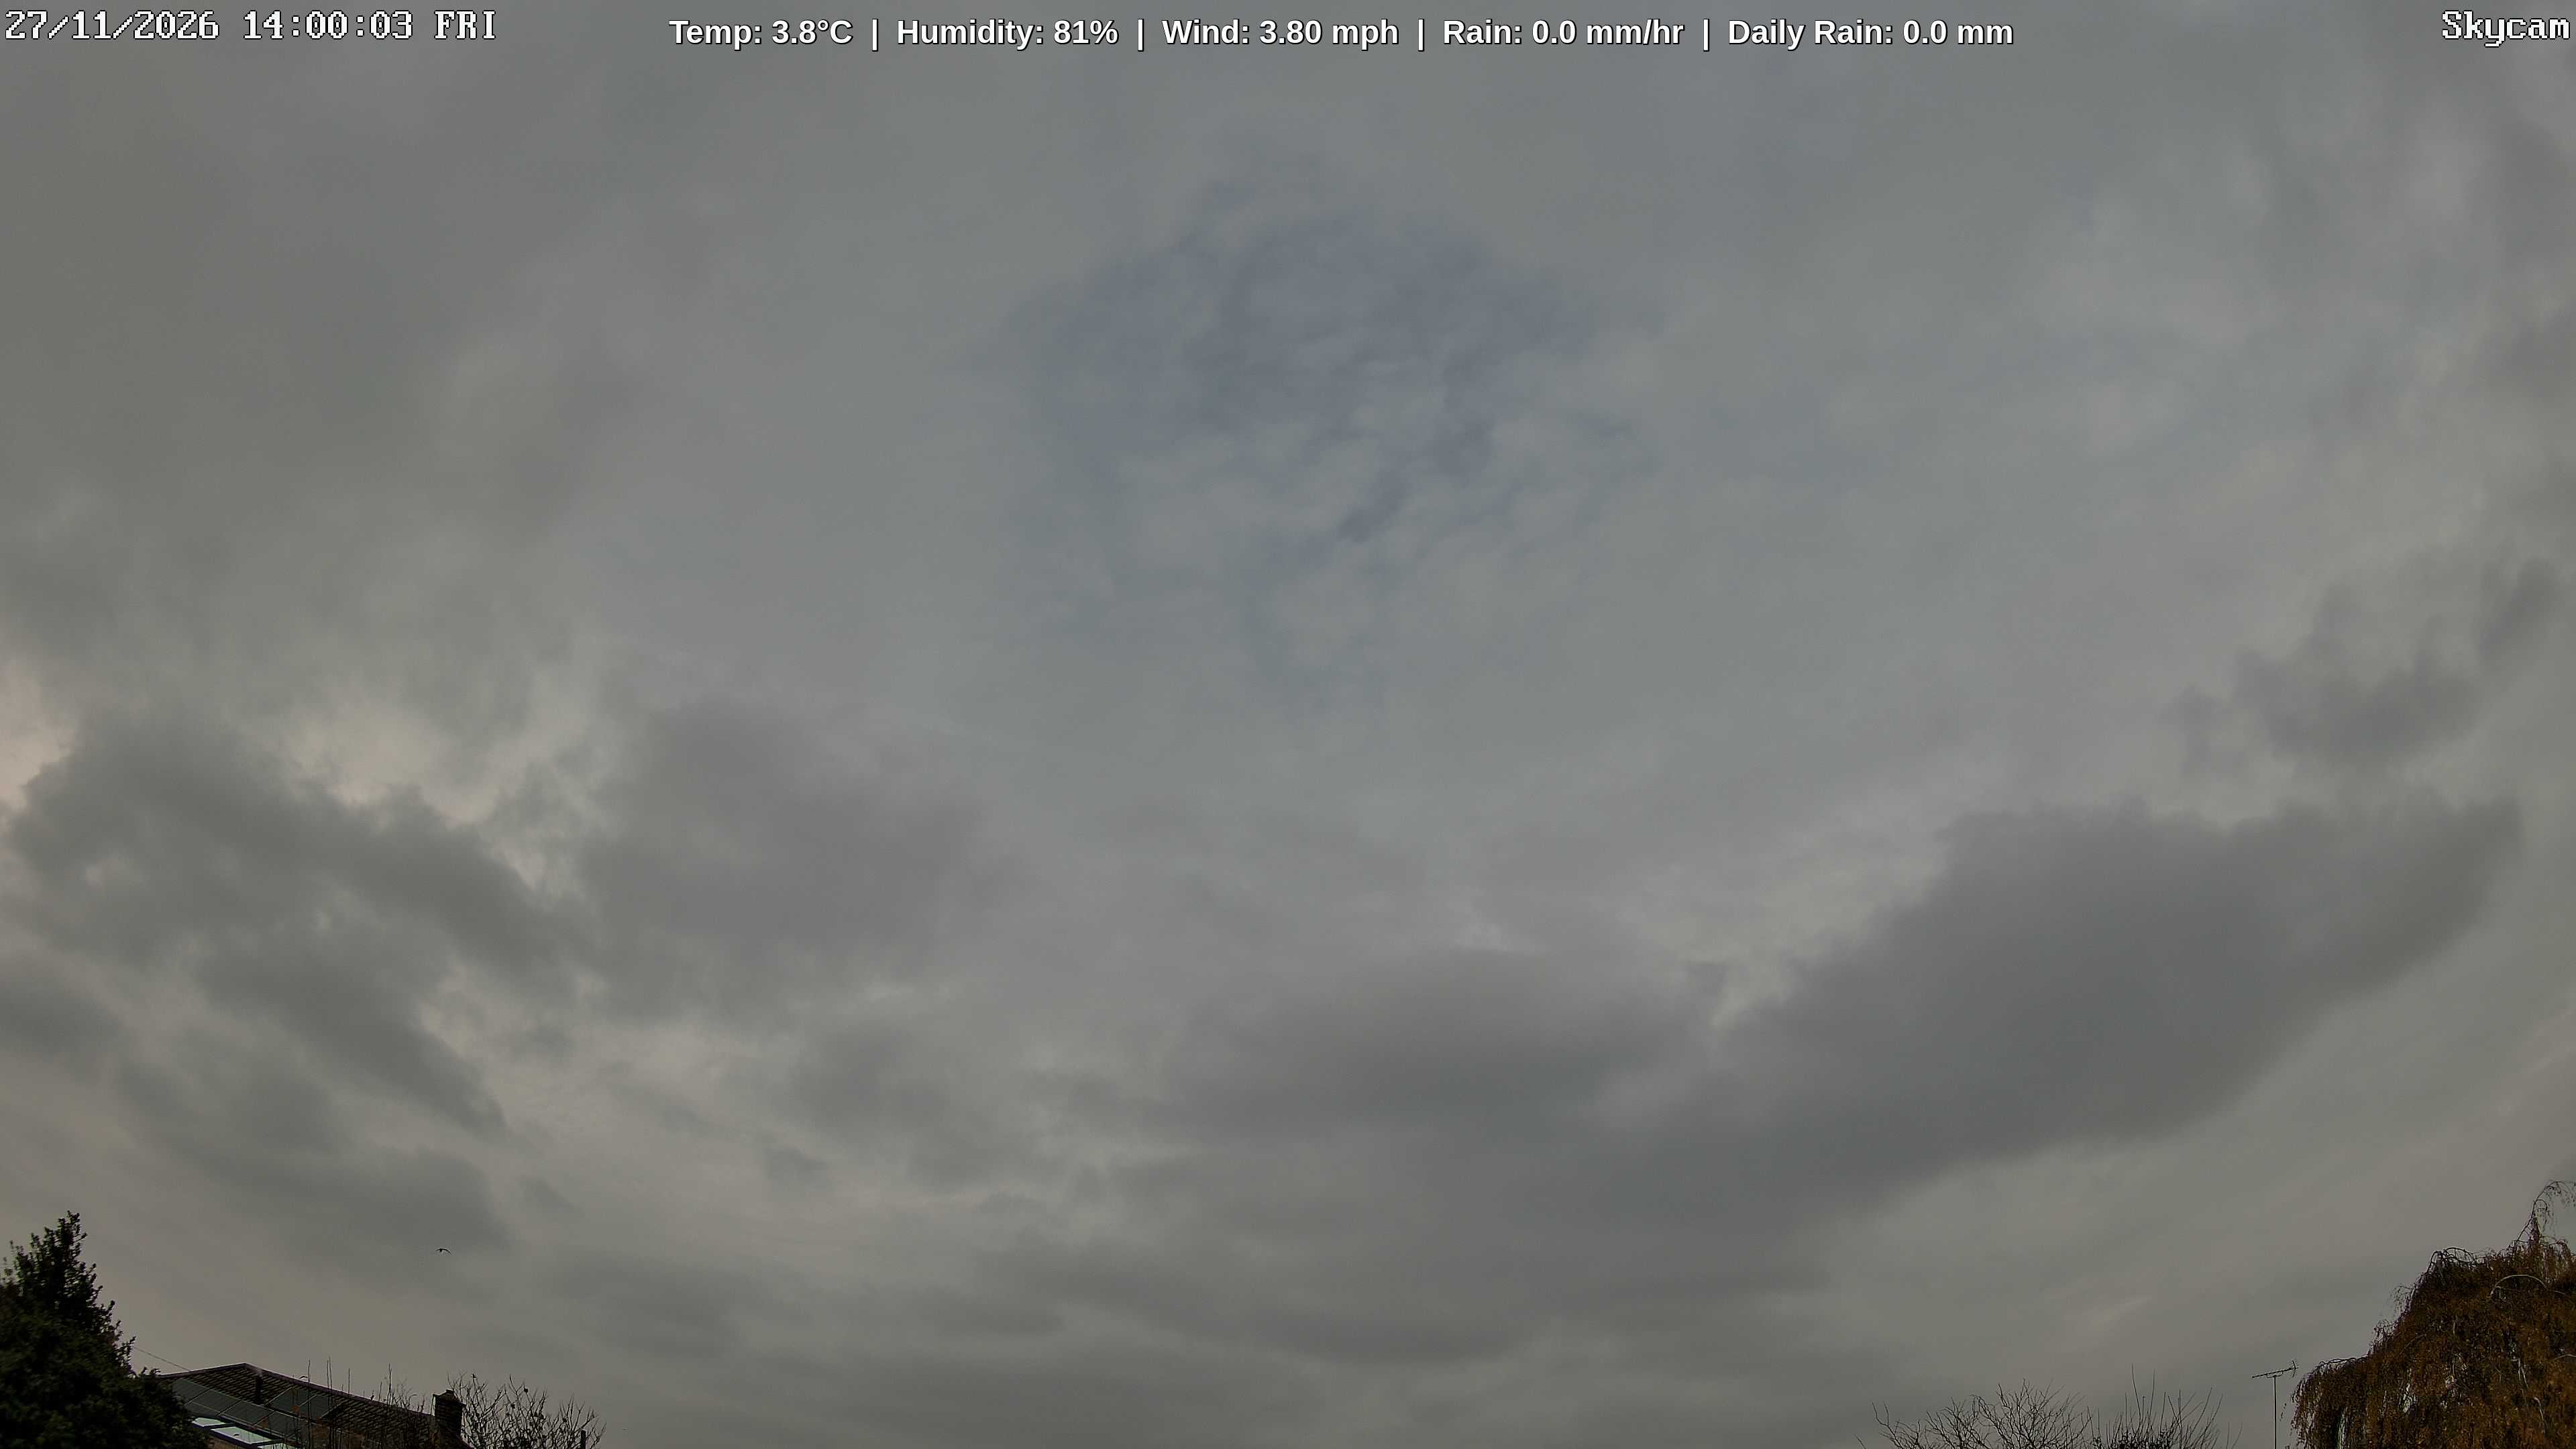 27/11/2026 14:00:03 FRI
Temp: 3.8°C | Humidity: 81% | Wind: 3.80 mph | Rain: 0.0 mm/hr | Daily Rain: 0.0 mm
Skycam